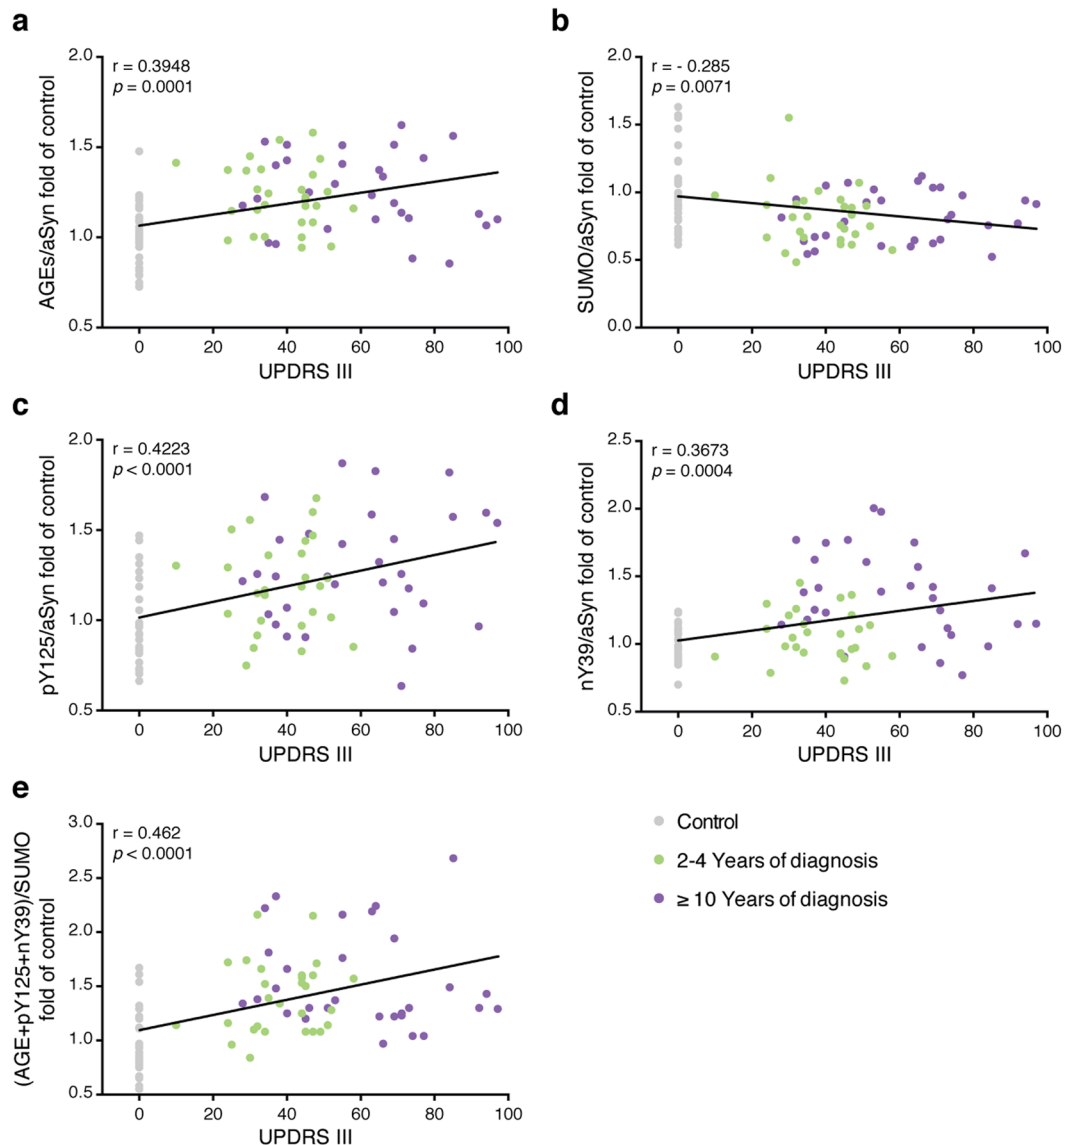 a
r = 0.3948
p = 0.0001
AGEs/aSyn fold of control
2.0
1.5
1.0
0.5
0 20 40 60 80 100
UPDRS III
b
r = - 0.285
p = 0.0071
SUMO/aSyn fold of control
2.0
1.5
1.0
0.5
0.0
0 20 40 60 80 100
UPDRS III
c
r = 0.4223
p < 0.0001
pY125/aSyn fold of control
2.0
1.5
1.0
0.5
0 20 40 60 80 100
UPDRS III
d
r = 0.3673
p = 0.0004
nY39/aSyn fold of control
2.5
2.0
1.5
1.0
0.5
0 20 40 60 80 100
UPDRS III
e
r = 0.462
p < 0.0001
(AGE+pY125+nY39)/SUMO
fold of control
3.0
2.5
2.0
1.5
1.0
0.5
0 20 40 60 80 100
UPDRS III
Control
2-4 Years of diagnosis
≥ 10 Years of diagnosis